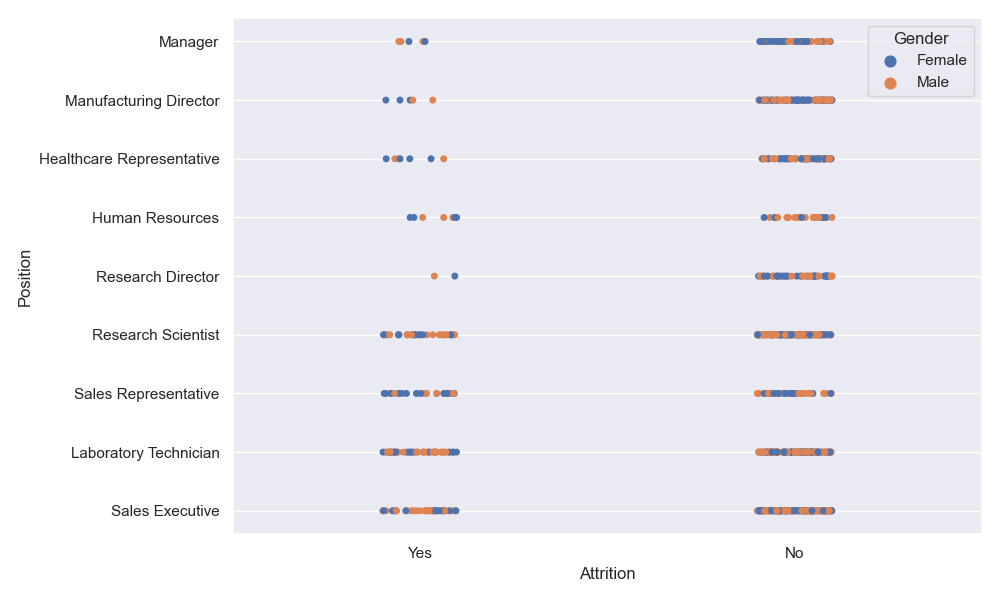 Gender
Female
Male
Position
Manager
Manufacturing Director
Healthcare Representative
Human Resources
Research Director
Research Scientist
Sales Representative
Laboratory Technician
Sales Executive
Yes
No
Attrition